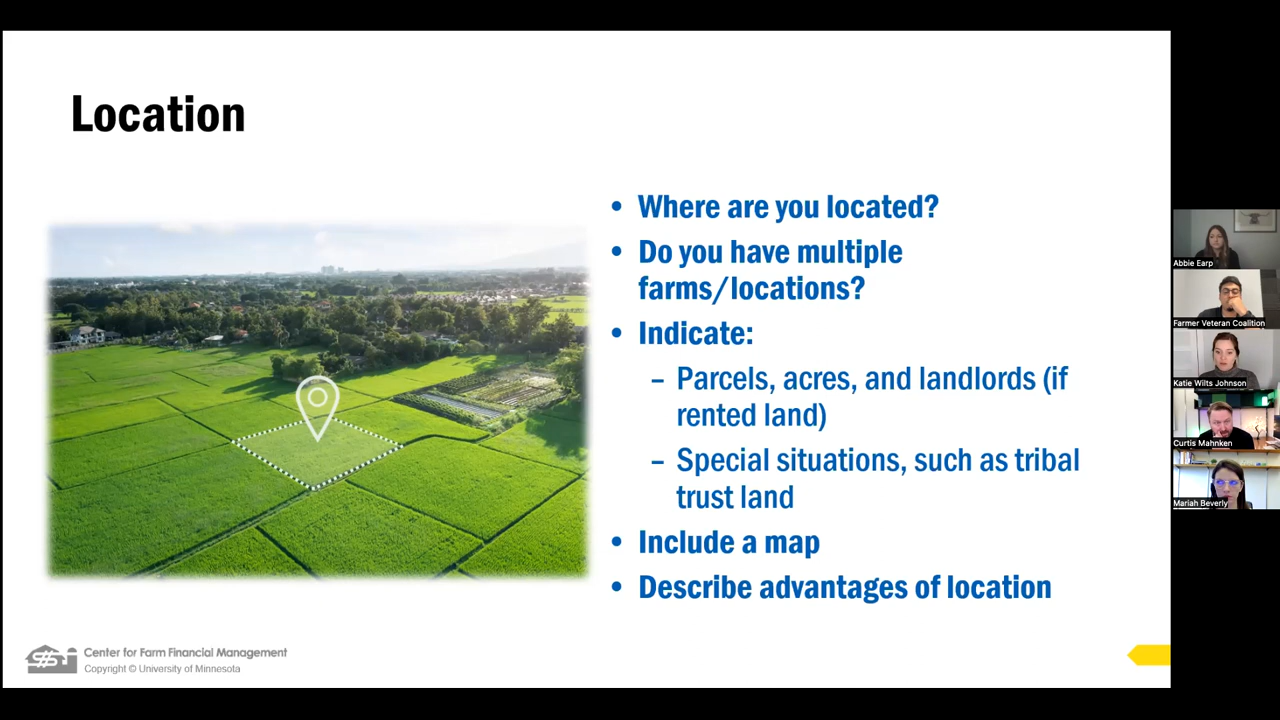 Location
• Where are you located?
• Do you have multiple
farms/locations?
• Indicate:
– Parcels, acres, and landlords (if
rented land)
– Special situations, such as tribal
trust land
• Include a map
• Describe advantages of location
Center for Farm Financial Management
Copyright © University of Minnesota
Abbie Earp
Farmer Veteran Coalition
Katie Wilts Johnson
Curtis Mahnken
Mariah Beverly